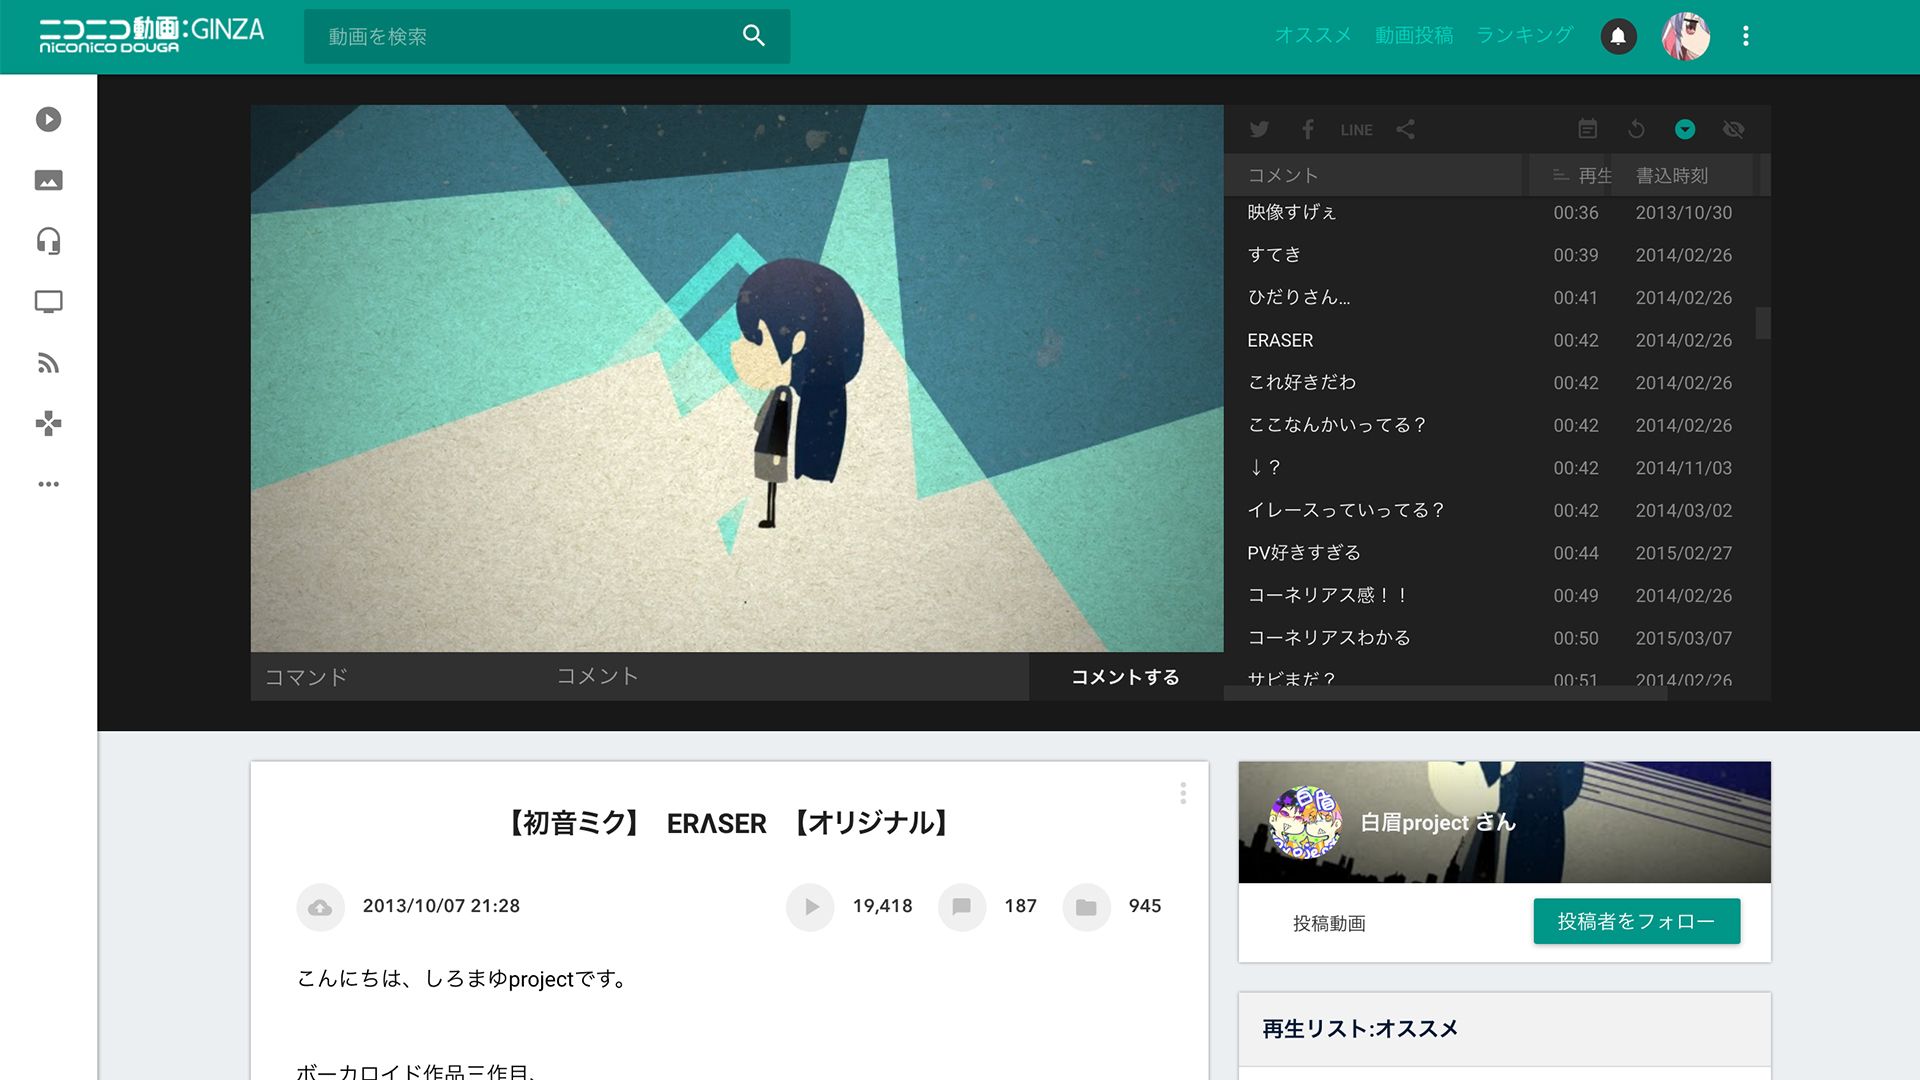 ニコニコ動画:GINZA
niconico DOUGA
動画を検索
オススメ 動画投稿 ランキング
LINE
コメント 再生 書込時刻
映像すげぇ 00:36 2013/10/30
すてき 00:39 2014/02/26
ひだりさん... 00:41 2014/02/26
ERASER 00:42 2014/02/26
これ好きだわ 00:42 2014/02/26
ここなんかいってる？ 00:42 2014/02/26
↓？ 00:42 2014/11/03
イレースっていってる？ 00:42 2014/03/02
PV好きすぎる 00:44 2015/02/27
コーネリアス感！！ 00:49 2014/02/26
コーネリアスわかる 00:50 2015/03/07
サビまだ？ 00:51 2014/02/26
コマンド コメント コメントする
【初音ミク】 ERΛSER 【オリジナル】
2013/10/07 21:28 19,418 187 945
こんにちは、しろまゆprojectです。
ボーカロイド作品三作目、
白眉
project
白眉project さん
投稿動画 投稿者をフォロー
再生リスト:オススメ